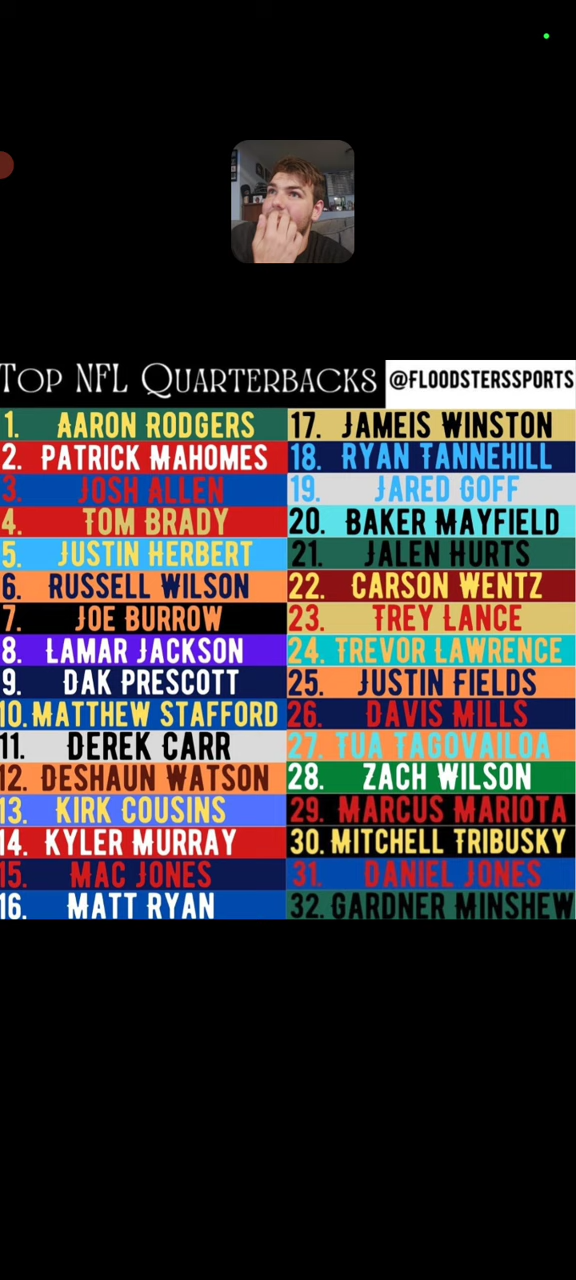 Top NFL Quarterbacks
@FLOODSTERSSPORTS
1. AARON RODGERS
2. PATRICK MAHOMES
3. JOSH ALLEN
4. TOM BRADY
5. JUSTIN HERBERT
6. RUSSELL WILSON
7. JOE BURROW
8. LAMAR JACKSON
9. DAK PRESCOTT
10. MATTHEW STAFFORD
11. DEREK CARR
12. DESHAUN WATSON
13. KIRK COUSINS
14. KYLER MURRAY
15. MAC JONES
16. MATT RYAN
17. JAMEIS WINSTON
18. RYAN TANNEHILL
19. JARED GOFF
20. BAKER MAYFIELD
21. JALEN HURTS
22. CARSON WENTZ
23. TREY LANCE
24. TREVOR LAWRENCE
25. JUSTIN FIELDS
26. DAVIS MILLS
27. TUA TAGOVAILOA
28. ZACH WILSON
29. MARCUS MARIOTA
30. MITCHELL TRIBUSKY
31. DANIEL JONES
32. GARDNER MINSHEW